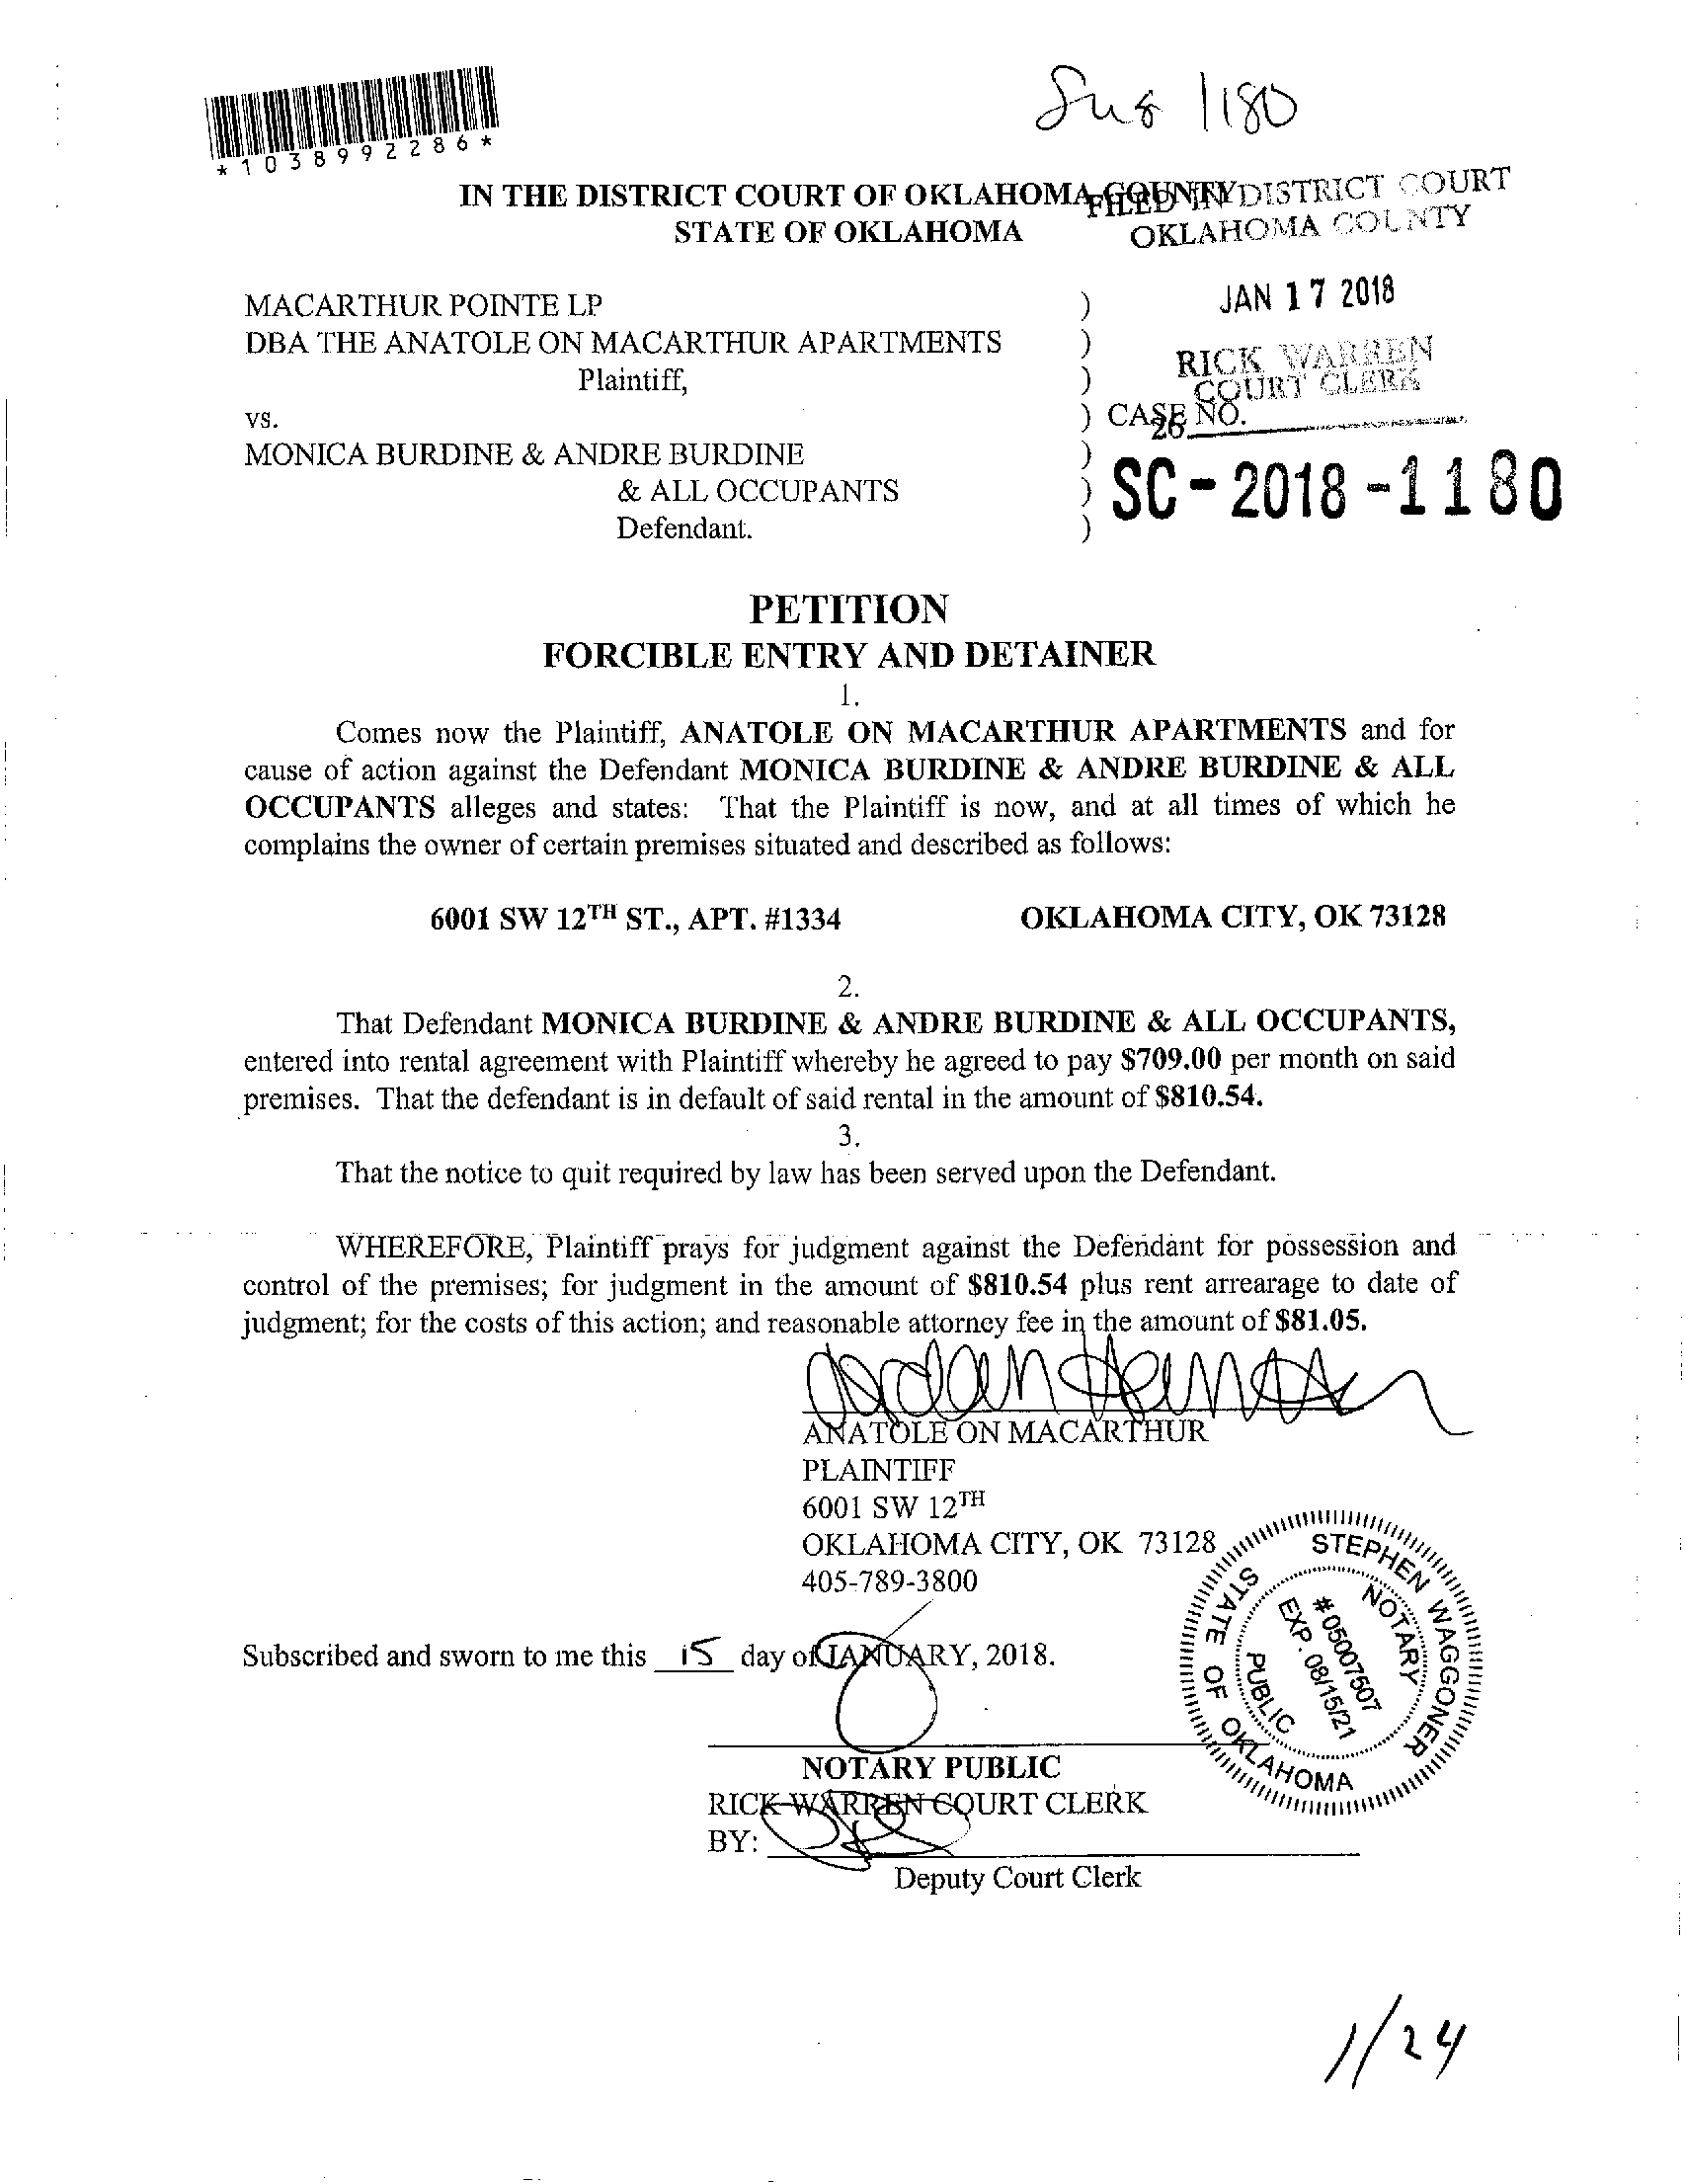 *1038992286*
1180
IN THE DISTRICT COURT OF OKLAHOMA COUNTY
STATE OF OKLAHOMA
FILED IN DISTRICT COURT
OKLAHOMA COUNTY
JAN 17 2018
RICK WARREN
COURT CLERK
26
MACARTHUR POINTE LP )
DBA THE ANATOLE ON MACARTHUR APARTMENTS )
Plaintiff, )
vs. ) CASE NO.
MONICA BURDINE & ANDRE BURDINE )
& ALL OCCUPANTS ) SC-2018-1180
Defendant. )
PETITION
FORCIBLE ENTRY AND DETAINER
1.
Comes now the Plaintiff, ANATOLE ON MACARTHUR APARTMENTS and for
cause of action against the Defendant MONICA BURDINE & ANDRE BURDINE & ALL
OCCUPANTS alleges and states: That the Plaintiff is now, and at all times of which he
complains the owner of certain premises situated and described as follows:
6001 SW 12TH ST., APT. #1334 OKLAHOMA CITY, OK 73128
2.
That Defendant MONICA BURDINE & ANDRE BURDINE & ALL OCCUPANTS,
entered into rental agreement with Plaintiff whereby he agreed to pay $709.00 per month on said
premises. That the defendant is in default of said rental in the amount of $810.54.
3.
That the notice to quit required by law has been served upon the Defendant.
WHEREFORE, Plaintiff prays for judgment against the Defendant for possession and
control of the premises; for judgment in the amount of $810.54 plus rent arrearage to date of
judgment; for the costs of this action; and reasonable attorney fee in the amount of $81.05.
ANATOLE ON MACARTHUR
PLAINTIFF
6001 SW 12TH
OKLAHOMA CITY, OK 73128
405-789-3800
Subscribed and sworn to me this 15 day of JANUARY, 2018.
STEPHEN WAGGONER
NOTARY
# 05007507
EXP. 08/15/21
PUBLIC
STATE OF OKLAHOMA
NOTARY PUBLIC
RICK WARREN COURT CLERK
BY:
Deputy Court Clerk
1/24